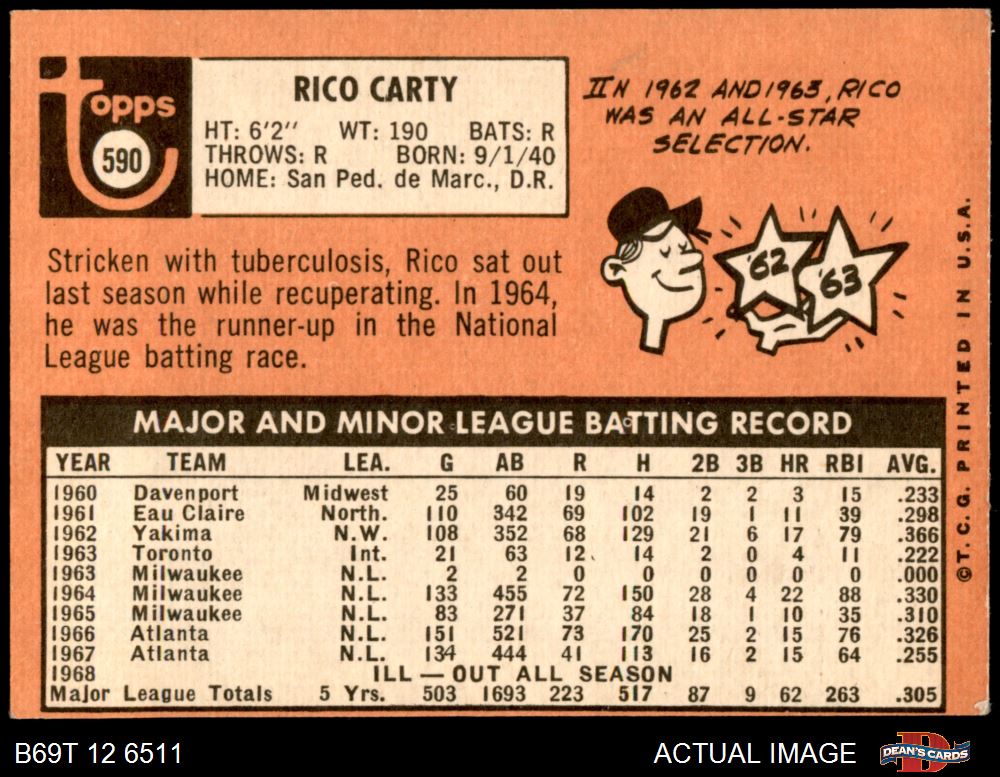 Topps
590
RICO CARTY
HT: 6'2" WT: 190 BATS: R
THROWS: R BORN: 9/1/40
HOME: San Ped. de Marc., D.R.
IN 1962 AND 1963, RICO
WAS AN ALL-STAR
SELECTION.
'62
'63
Stricken with tuberculosis, Rico sat out
last season while recuperating. In 1964,
he was the runner-up in the National
League batting race.
MAJOR AND MINOR LEAGUE BATTING RECORD
YEAR TEAM LEA. G AB R H 2B 3B HR RBI AVG.
1960 Davenport Midwest 25 60 19 14 2 2 3 15 .233
1961 Eau Claire North. 110 342 69 102 19 1 11 39 .298
1962 Yakima N.W. 108 352 68 129 21 6 17 79 .366
1963 Toronto Int. 21 63 12 14 2 0 4 11 .222
1963 Milwaukee N.L. 2 2 0 0 0 0 0 0 .000
1964 Milwaukee N.L. 133 455 72 150 28 4 22 88 .330
1965 Milwaukee N.L. 83 271 37 84 18 1 10 35 .310
1966 Atlanta N.L. 151 521 73 170 25 2 15 76 .326
1967 Atlanta N.L. 134 444 41 113 16 2 15 64 .255
1968 ILL — OUT ALL SEASON
Major League Totals 5 Yrs. 503 1693 223 517 87 9 62 263 .305
©T.C.G. PRINTED IN U.S.A.
B69T 12 6511
ACTUAL IMAGE
DEAN'S CARDS